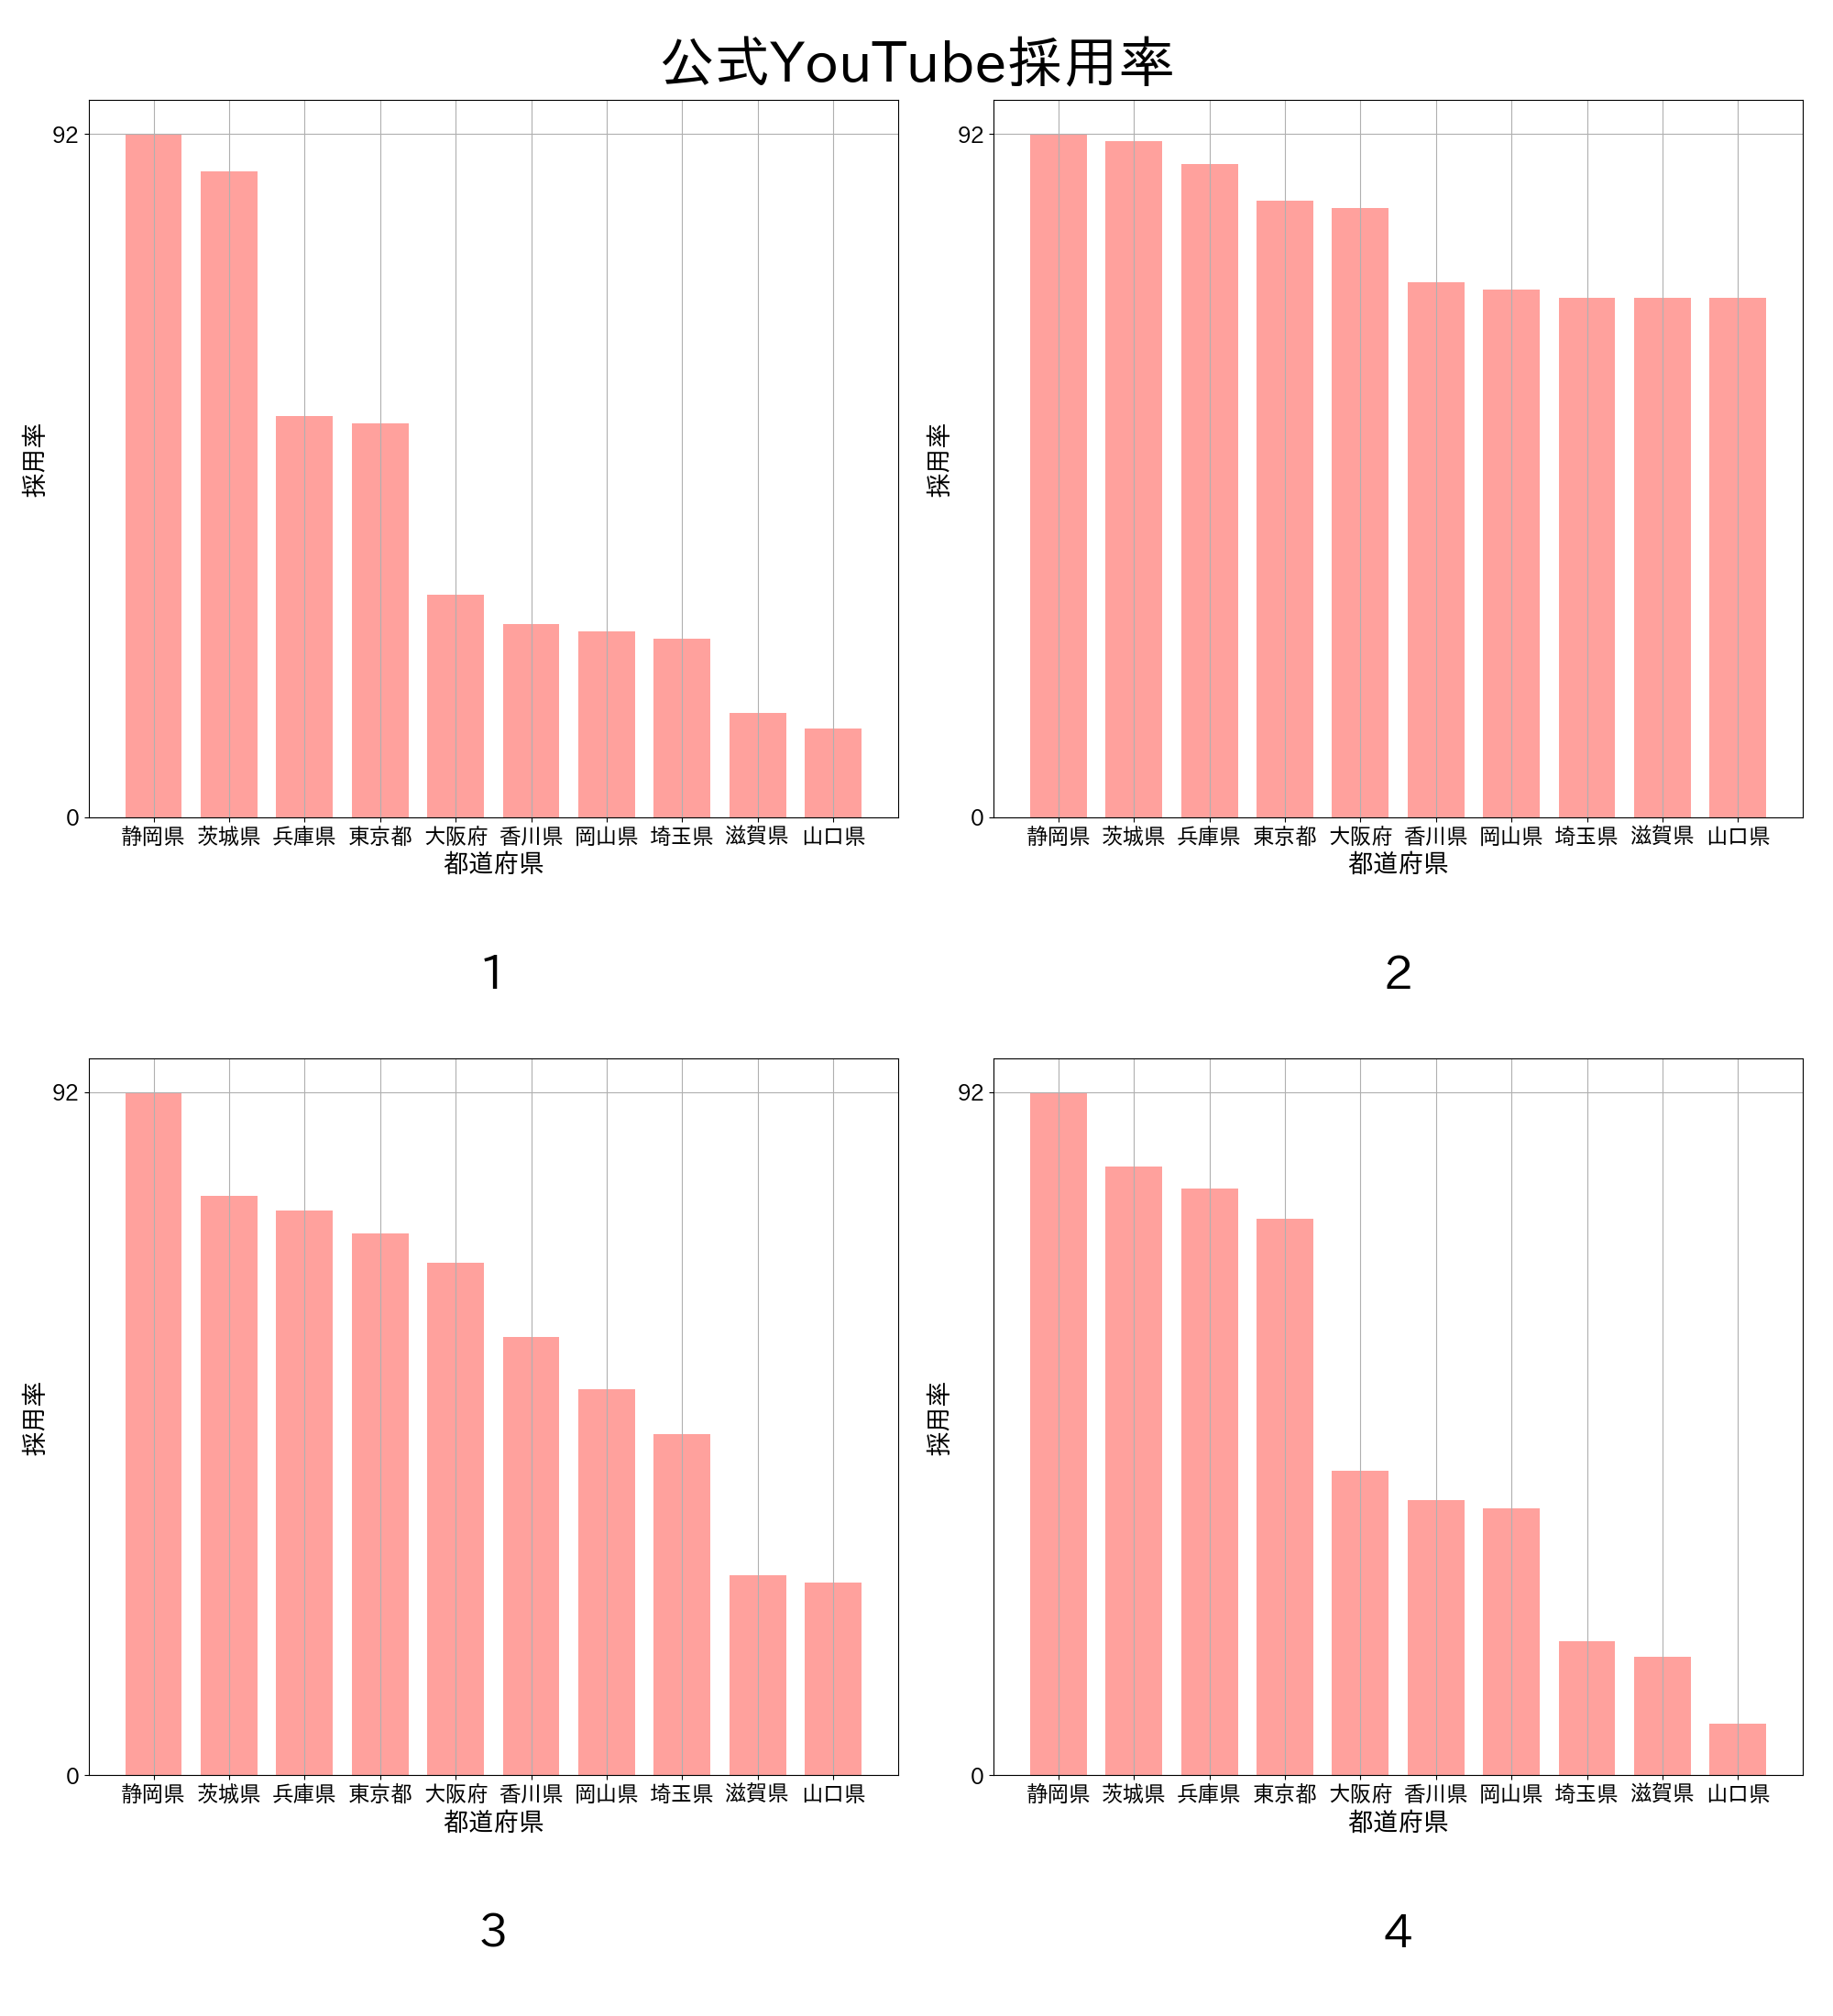 公式YouTube採用率
92
0
採用率
静岡県 茨城県 兵庫県 東京都 大阪府 香川県 岡山県 埼玉県 滋賀県 山口県
都道府県
1
92
0
採用率
静岡県 茨城県 兵庫県 東京都 大阪府 香川県 岡山県 埼玉県 滋賀県 山口県
都道府県
2
92
0
採用率
静岡県 茨城県 兵庫県 東京都 大阪府 香川県 岡山県 埼玉県 滋賀県 山口県
都道府県
3
92
0
採用率
静岡県 茨城県 兵庫県 東京都 大阪府 香川県 岡山県 埼玉県 滋賀県 山口県
都道府県
4